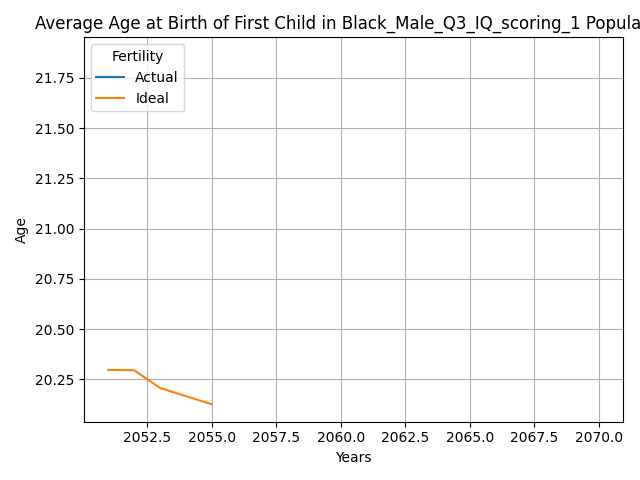 Average Age at Birth of First Child in Black_Male_Q3_IQ_scoring_1 Popula
Fertility
Actual
Ideal
21.75
21.50
21.25
21.00
20.75
20.50
20.25
Age
2052.5 2055.0 2057.5 2060.0 2062.5 2065.0 2067.5 2070.0
Years